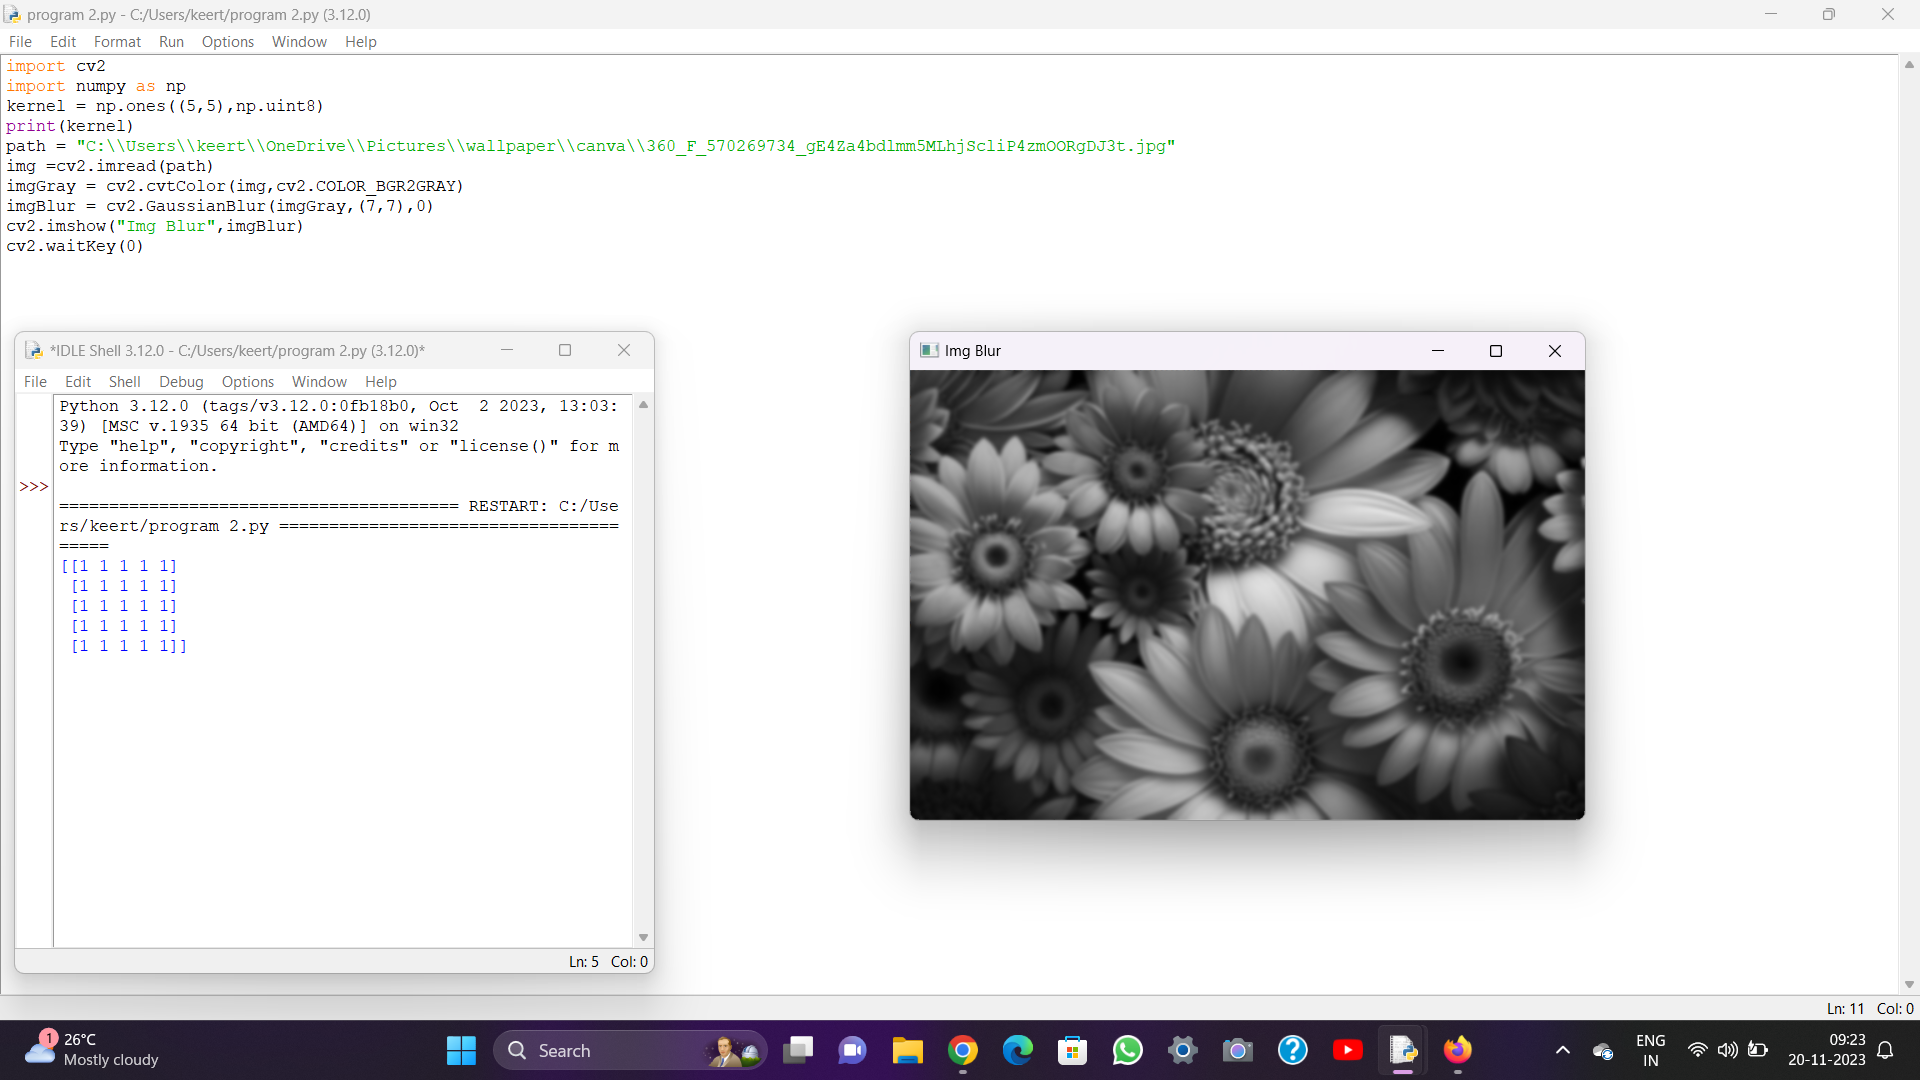 program 2.py - C:/Users/keert/program 2.py (3.12.0)
File Edit Format Run Options Window Help
import cv2
import numpy as np
kernel = np.ones((5,5),np.uint8)
print(kernel)
path = "C:\\Users\\keert\\OneDrive\\Pictures\\wallpaper\\canva\\360_F_570269734_gE4Za4bdlmm5MLhjScliP4zmOORgDJ3t.jpg"
img =cv2.imread(path)
imgGray = cv2.cvtColor(img,cv2.COLOR_BGR2GRAY)
imgBlur = cv2.GaussianBlur(imgGray,(7,7),0)
cv2.imshow("Img Blur",imgBlur)
cv2.waitKey(0)
*IDLE Shell 3.12.0 - C:/Users/keert/program 2.py (3.12.0)*
File Edit Shell Debug Options Window Help
Python 3.12.0 (tags/v3.12.0:0fb18b0, Oct  2 2023, 13:03:
39) [MSC v.1935 64 bit (AMD64)] on win32
Type "help", "copyright", "credits" or "license()" for m
ore information.
>>>
======================================== RESTART: C:/Use
rs/keert/program 2.py ==================================
=====
[[1 1 1 1 1]
 [1 1 1 1 1]
 [1 1 1 1 1]
 [1 1 1 1 1]
 [1 1 1 1 1]]
Ln: 5 Col: 0
Img Blur
Ln: 11 Col: 0
1
26°C
Mostly cloudy
Search
ENG
IN
09:23
20-11-2023